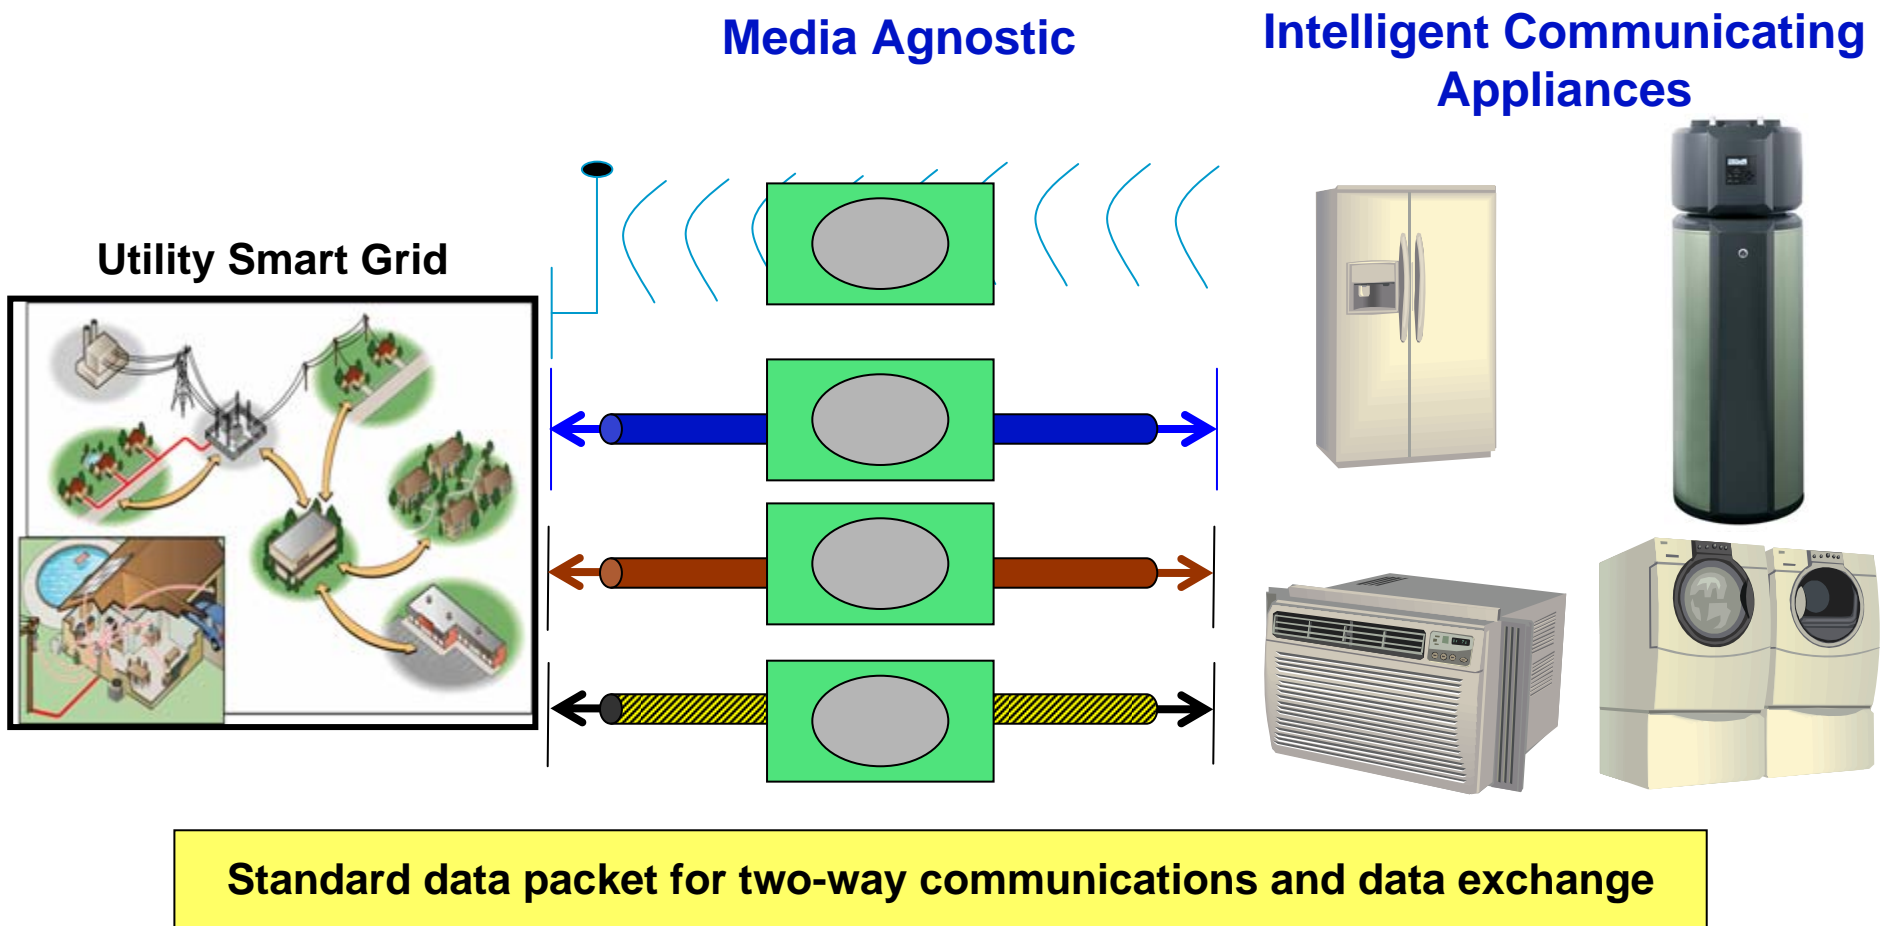 Media Agnostic
Intelligent Communicating
Appliances
Utility Smart Grid
Standard data packet for two-way communications and data exchange